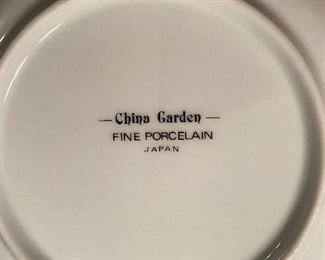 — China Garden —
FINE PORCELAIN
JAPAN